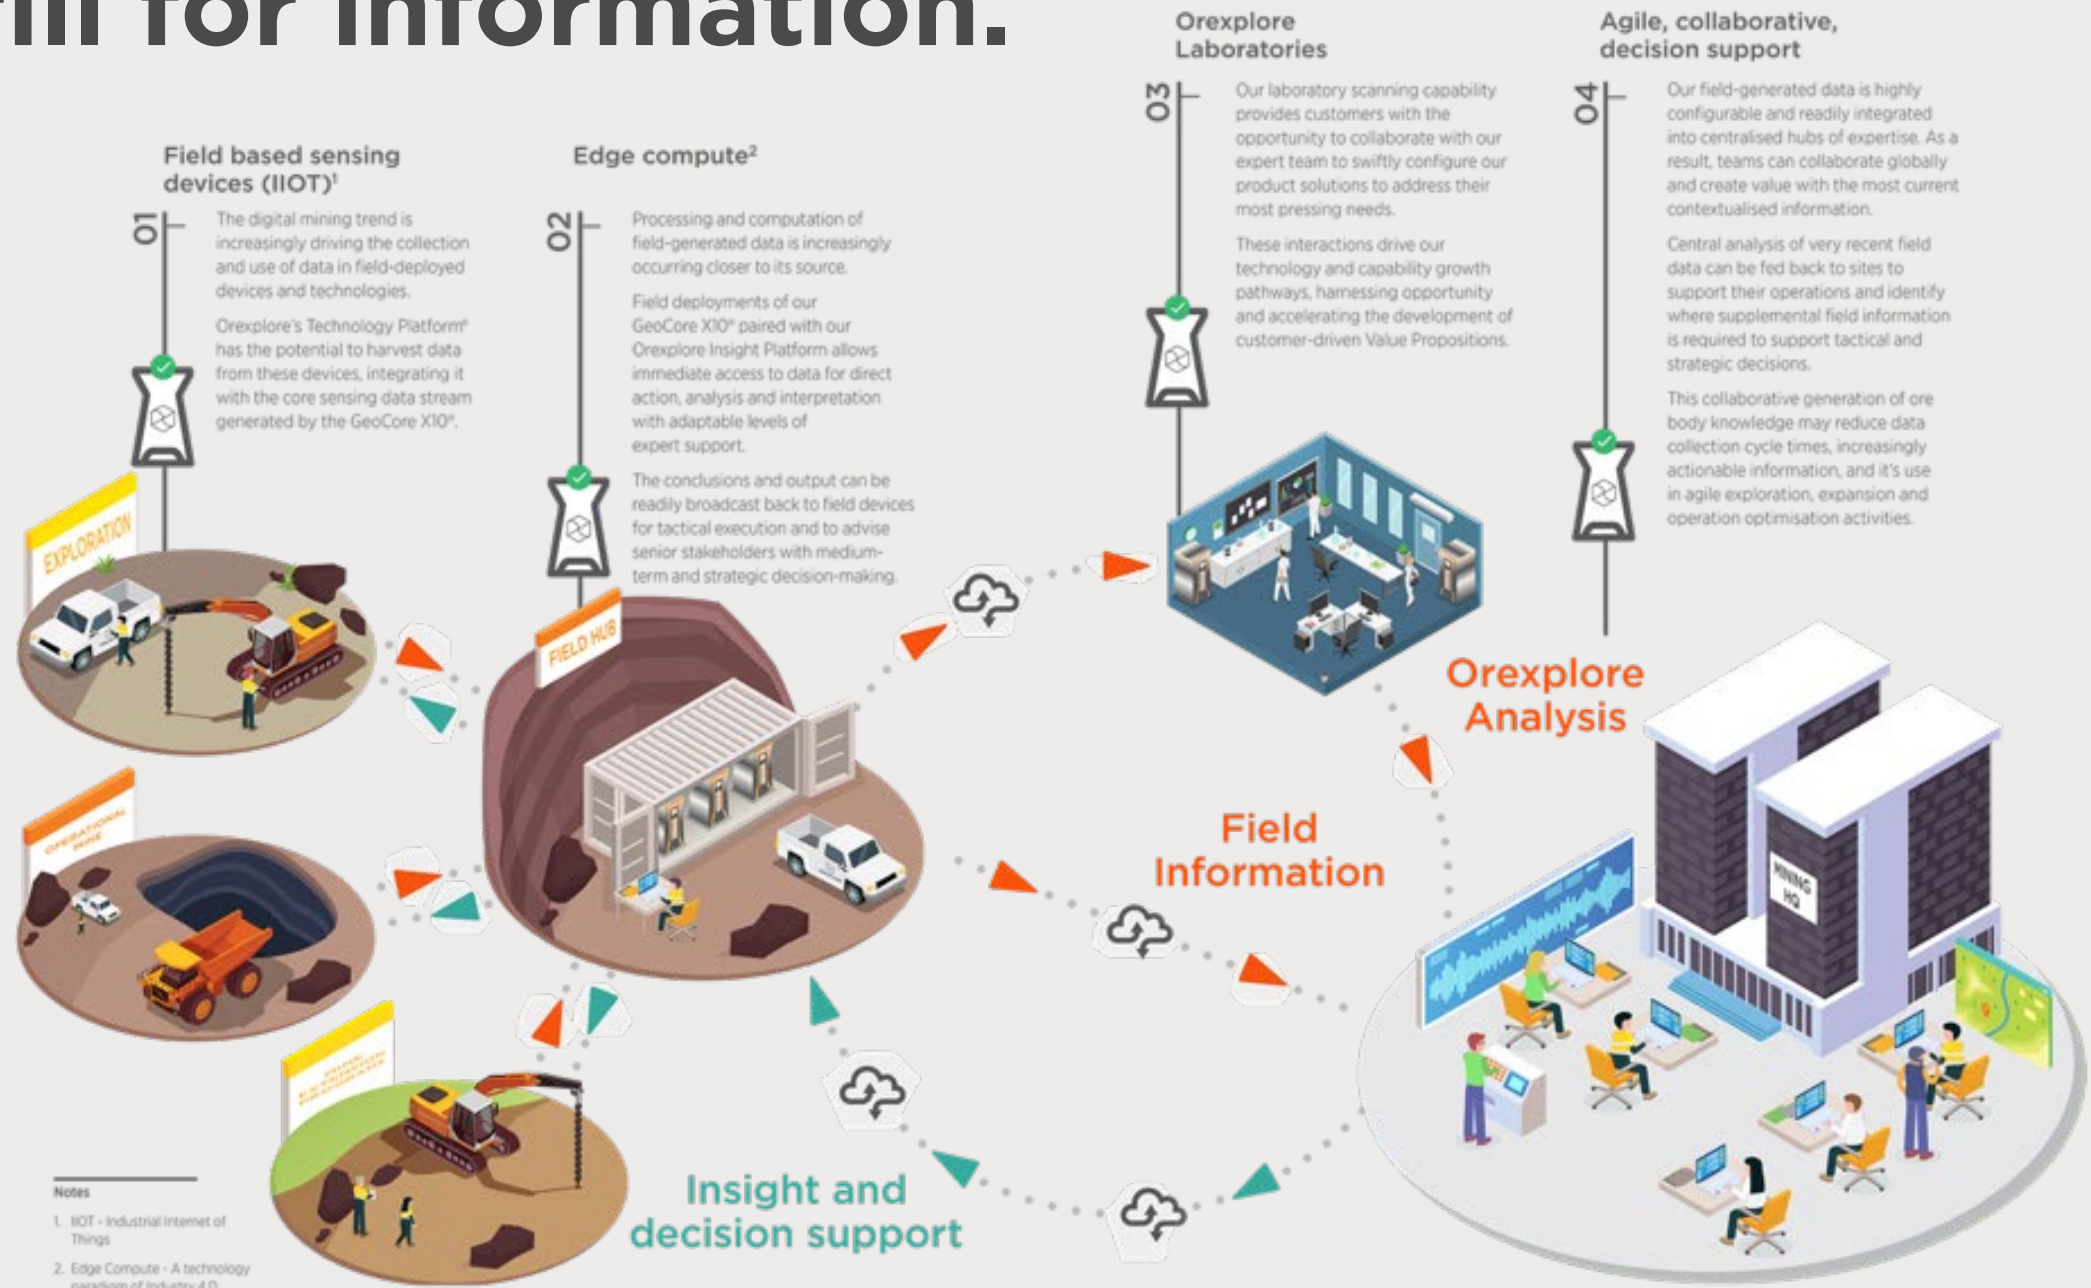 for Information.
Field based sensing
devices (IIOT)¹
01
The digital mining trend is
increasingly driving the collection
and use of data in field-deployed
devices and technologies.
Orexplore's Technology Platform®
has the potential to harvest data
from these devices, integrating it
with the core sensing data stream
generated by the GeoCore X10®.
Edge compute²
02
Processing and computation of
field-generated data is increasingly
occurring closer to its source.
Field deployments of our
GeoCore X10® paired with our
Orexplore Insight Platform allows
immediate access to data for direct
action, analysis and interpretation
with adaptable levels of
expert support.
The conclusions and output can be
readily broadcast back to field devices
for tactical execution and to advise
senior stakeholders with medium-
term and strategic decision-making.
Orexplore
Laboratories
03
Our laboratory scanning capability
provides customers with the
opportunity to collaborate with our
expert team to swiftly configure our
product solutions to address their
most pressing needs.
These interactions drive our
technology and capability growth
pathways, harnessing opportunity
and accelerating the development of
customer-driven Value Propositions.
Agile, collaborative,
decision support
04
Our field-generated data is highly
configurable and readily integrated
into centralised hubs of expertise. As a
result, teams can collaborate globally
and create value with the most current
contextualised information.
Central analysis of very recent field
data can be fed back to sites to
support their operations and identify
where supplemental field information
is required to support tactical and
strategic decisions.
This collaborative generation of ore
body knowledge may reduce data
collection cycle times, increasingly
actionable information, and it's use
in agile exploration, expansion and
operation optimisation activities.
EXPLORATION
FIELD HUB
OPERATIONAL
MINE
Orexplore
Analysis
Field
Information
MINING
HQ
Insight and
decision support
Notes
1. IIOT - Industrial Internet of
Things
2. Edge Compute - A technology
paradigm of Industry 4.0